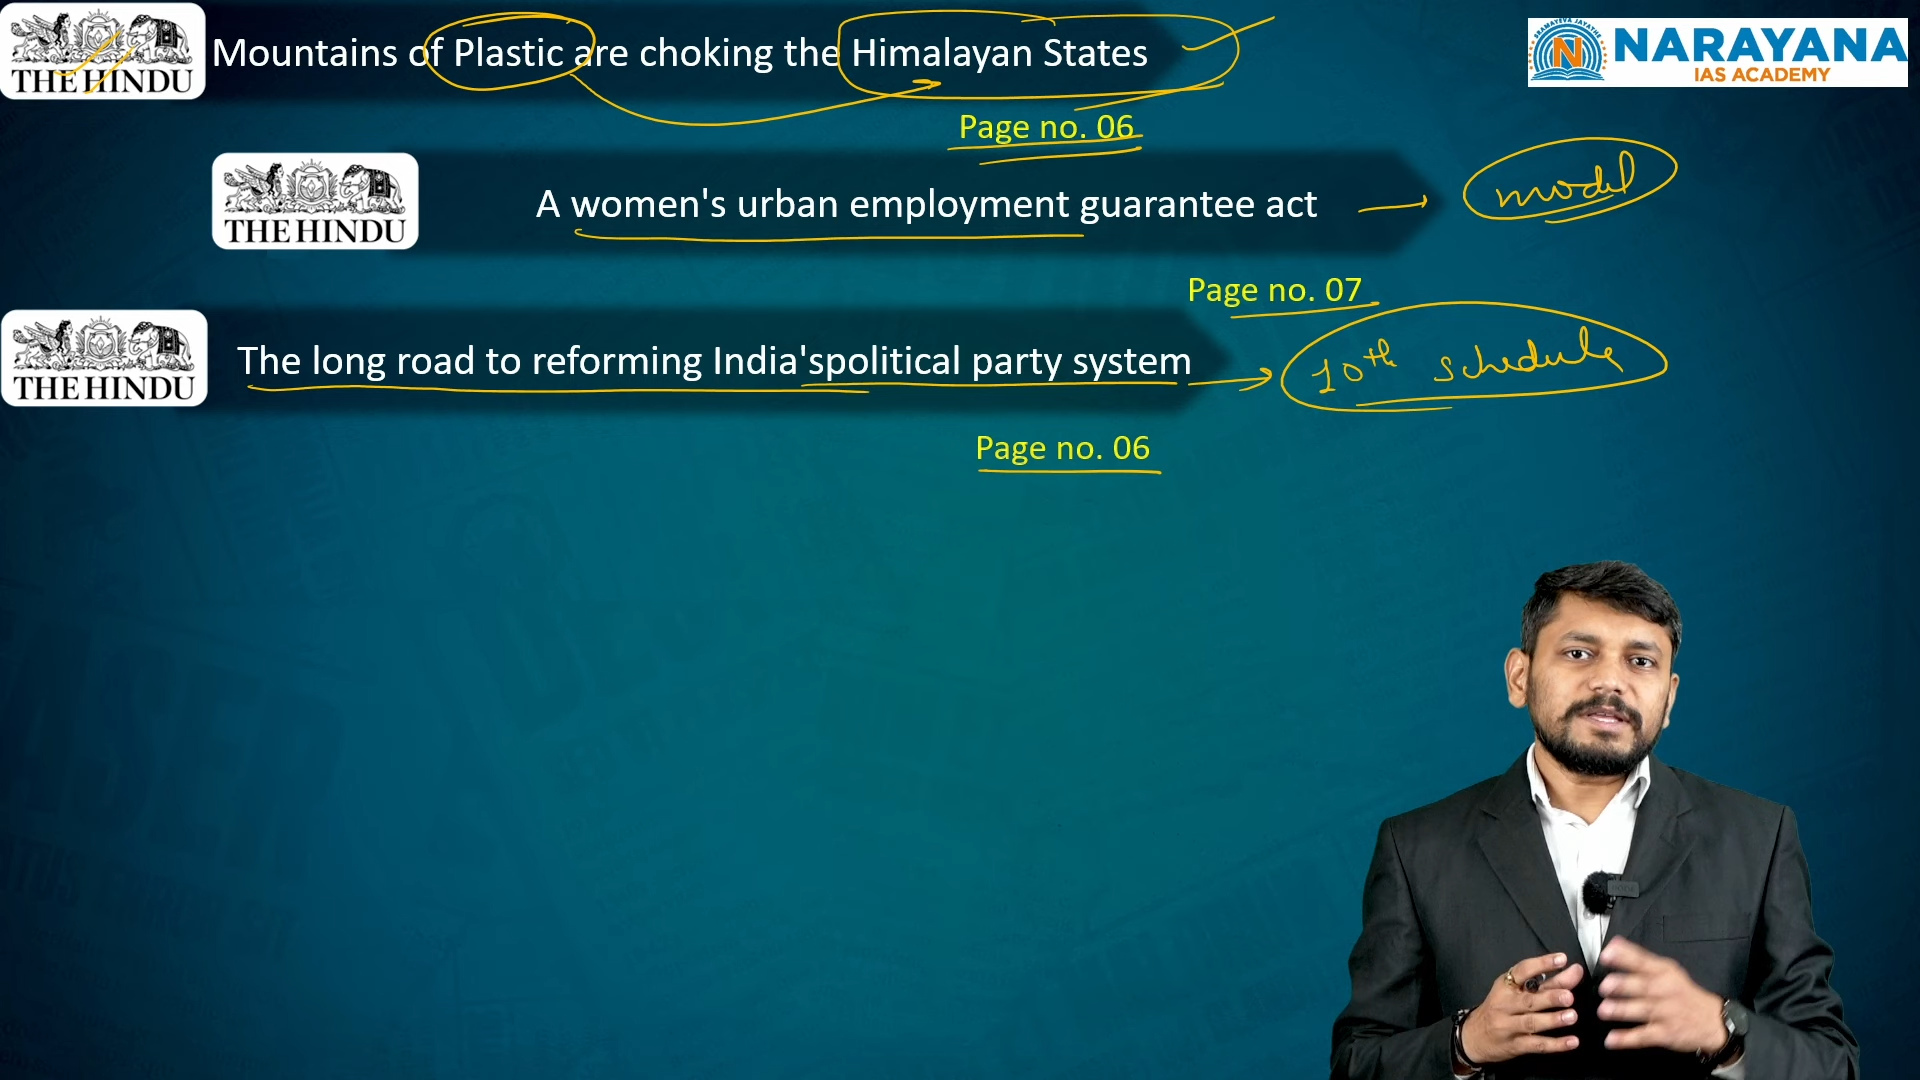 THE HINDU Mountains of Plastic are choking the Himalayan States
NARAYANA
IAS ACADEMY
Page no. 06
THE HINDU A women's urban employment guarantee act model
Page no. 07
THE HINDU The long road to reforming India'spolitical party system 10th schedule
Page no. 06